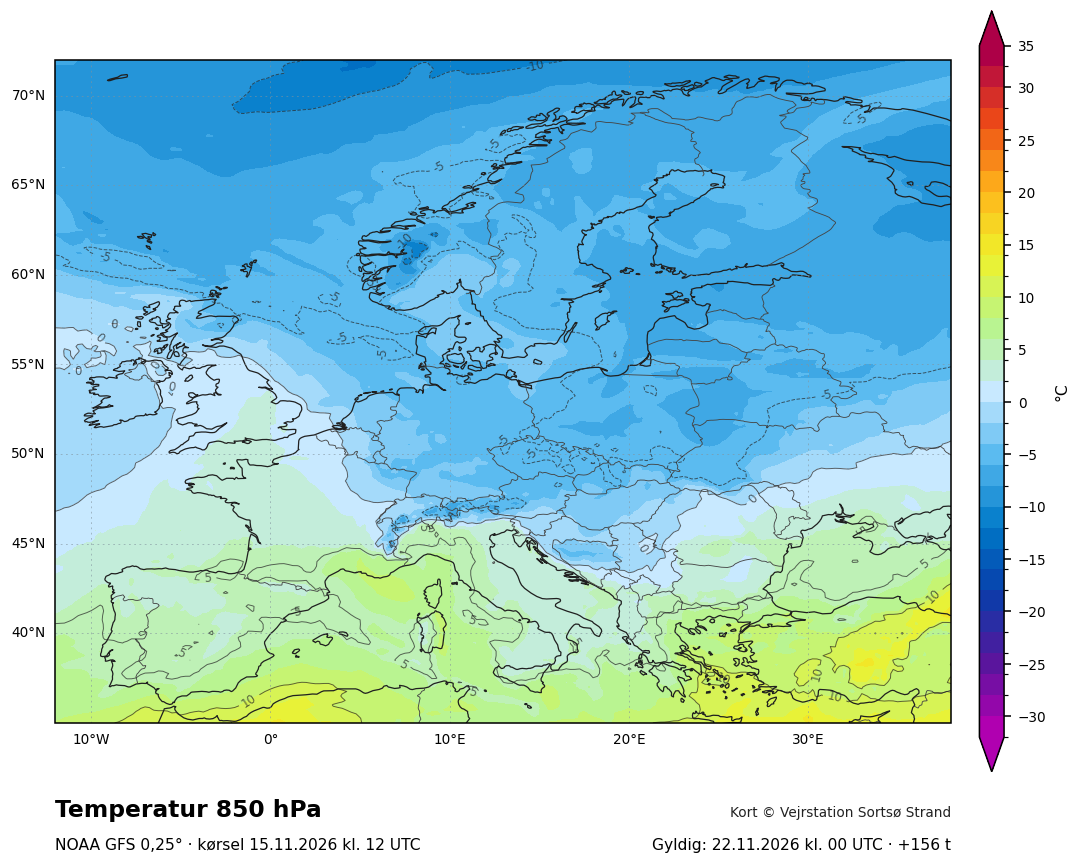 35
30
25
20
15
10
5
0
−5
−10
−15
−20
−25
−30
°C
70°N
65°N
60°N
55°N
50°N
45°N
40°N
10°W
0°
10°E
20°E
30°E
Temperatur 850 hPa
Kort © Vejrstation Sortsø Strand
NOAA GFS 0,25° · kørsel 15.11.2026 kl. 12 UTC
Gyldig: 22.11.2026 kl. 00 UTC · +156 t